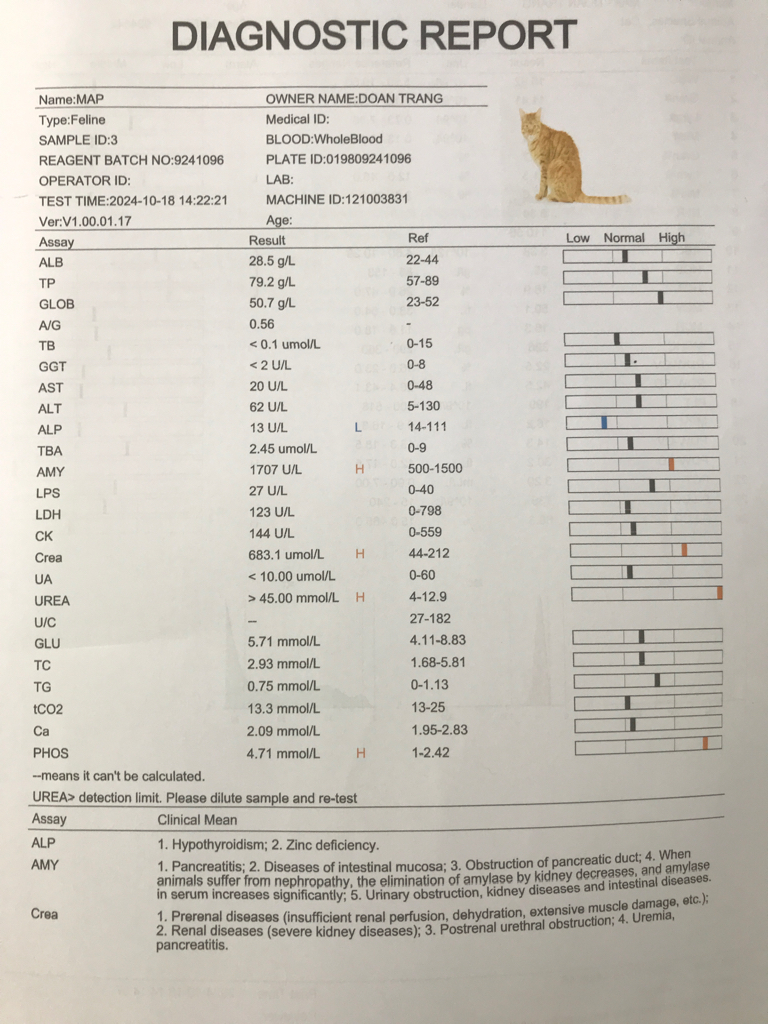 DIAGNOSTIC REPORT
Name:MAP OWNER NAME:DOAN TRANG
Type:Feline Medical ID:
SAMPLE ID:3 BLOOD:WholeBlood
REAGENT BATCH NO:9241096 PLATE ID:019809241096
OPERATOR ID: LAB:
TEST TIME:2024-10-18 14:22:21 MACHINE ID:121003831
Ver:V1.00.01.17 Age:
Assay Result Ref Low Normal High
ALB 28.5 g/L 22-44
TP 79.2 g/L 57-89
GLOB 50.7 g/L 23-52
A/G 0.56 -
TB < 0.1 umol/L 0-15
GGT < 2 U/L 0-8
AST 20 U/L 0-48
ALT 62 U/L 5-130
ALP 13 U/L L 14-111
TBA 2.45 umol/L 0-9
AMY 1707 U/L H 500-1500
LPS 27 U/L 0-40
LDH 123 U/L 0-798
CK 144 U/L 0-559
Crea 683.1 umol/L H 44-212
UA < 10.00 umol/L 0-60
UREA > 45.00 mmol/L H 4-12.9
U/C -- 27-182
GLU 5.71 mmol/L 4.11-8.83
TC 2.93 mmol/L 1.68-5.81
TG 0.75 mmol/L 0-1.13
tCO2 13.3 mmol/L 13-25
Ca 2.09 mmol/L 1.95-2.83
PHOS 4.71 mmol/L H 1-2.42
--means it can't be calculated.
UREA> detection limit. Please dilute sample and re-test
Assay Clinical Mean
ALP 1. Hypothyroidism; 2. Zinc deficiency.
AMY 1. Pancreatitis; 2. Diseases of intestinal mucosa; 3. Obstruction of pancreatic duct; 4. When
animals suffer from nephropathy, the elimination of amylase by kidney decreases, and amylase
in serum increases significantly; 5. Urinary obstruction, kidney diseases and intestinal diseases.
Crea 1. Prerenal diseases (insufficient renal perfusion, dehydration, extensive muscle damage, etc.);
2. Renal diseases (severe kidney diseases); 3. Postrenal urethral obstruction; 4. Uremia,
pancreatitis.